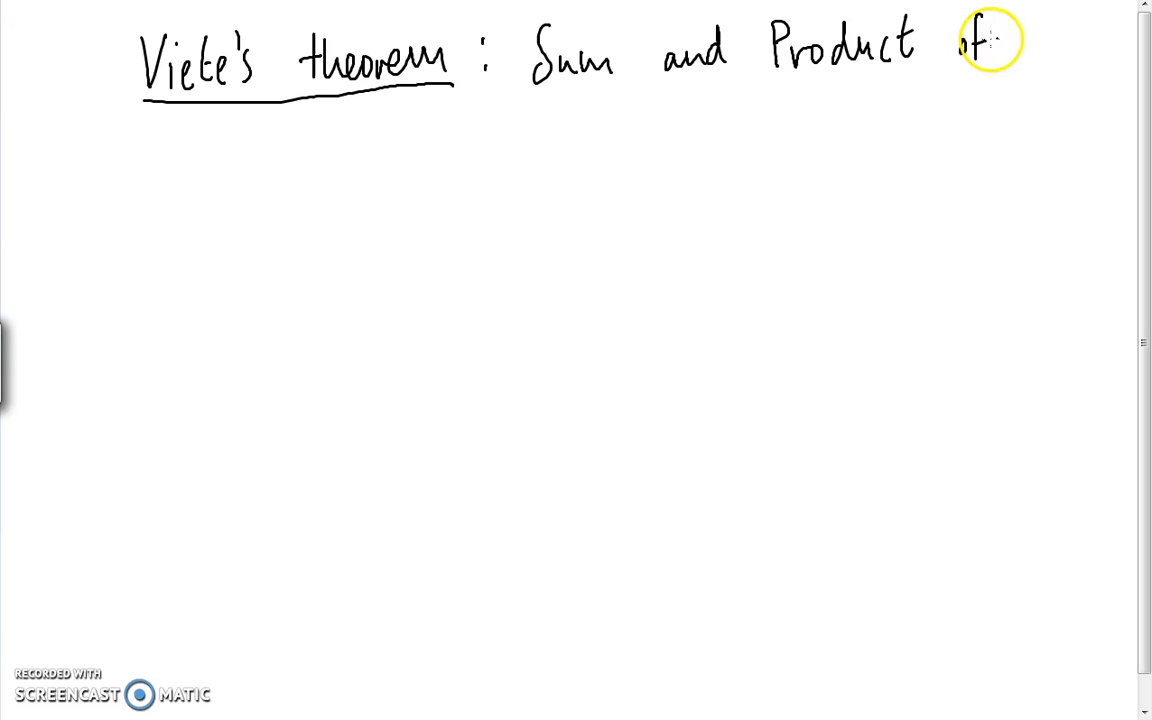 Viete's theorem : Sum and Product of
RECORDED WITH
SCREENCAST MATIC